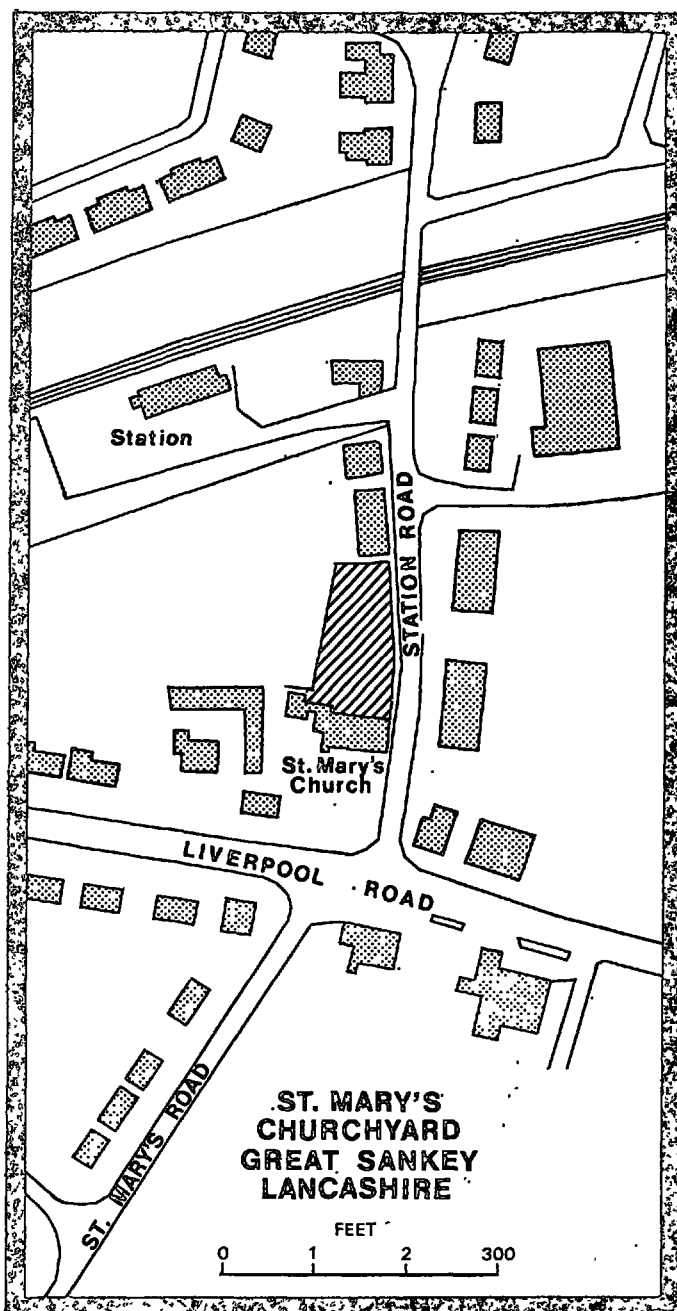 Station
STATION ROAD
St. Mary's
Church
LIVERPOOL ROAD
ST. MARY'S ROAD
ST. MARY'S
CHURCHYARD
GREAT SANKEY
LANCASHIRE
FEET
0 1 2 300